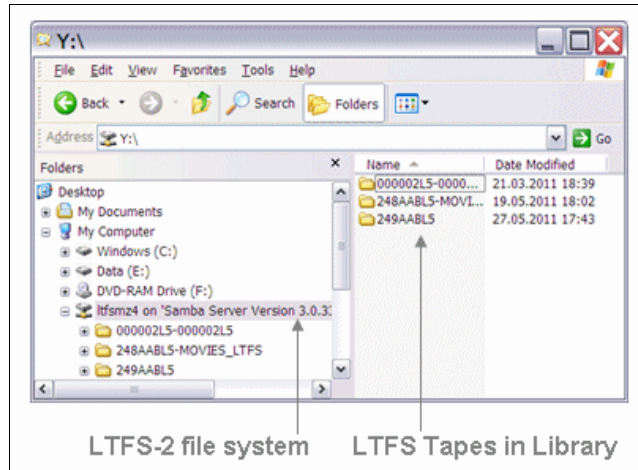 Y:\
File Edit View Favorites Tools Help
Back Search Folders
Address Y:\ Go
Folders × Name Date Modified
Desktop
My Documents
My Computer
Windows (C:)
Data (E:)
DVD-RAM Drive (F:)
ltfsmz4 on 'Samba Server Version 3.0.3
000002L5-000002L5
248AABL5-MOVIES_LTFS
249AABL5
000002L5-0000... 21.03.2011 18:39
248AABL5-MOVI... 19.05.2011 18:02
249AABL5 27.05.2011 17:43
LTFS-2 file system LTFS Tapes in Library